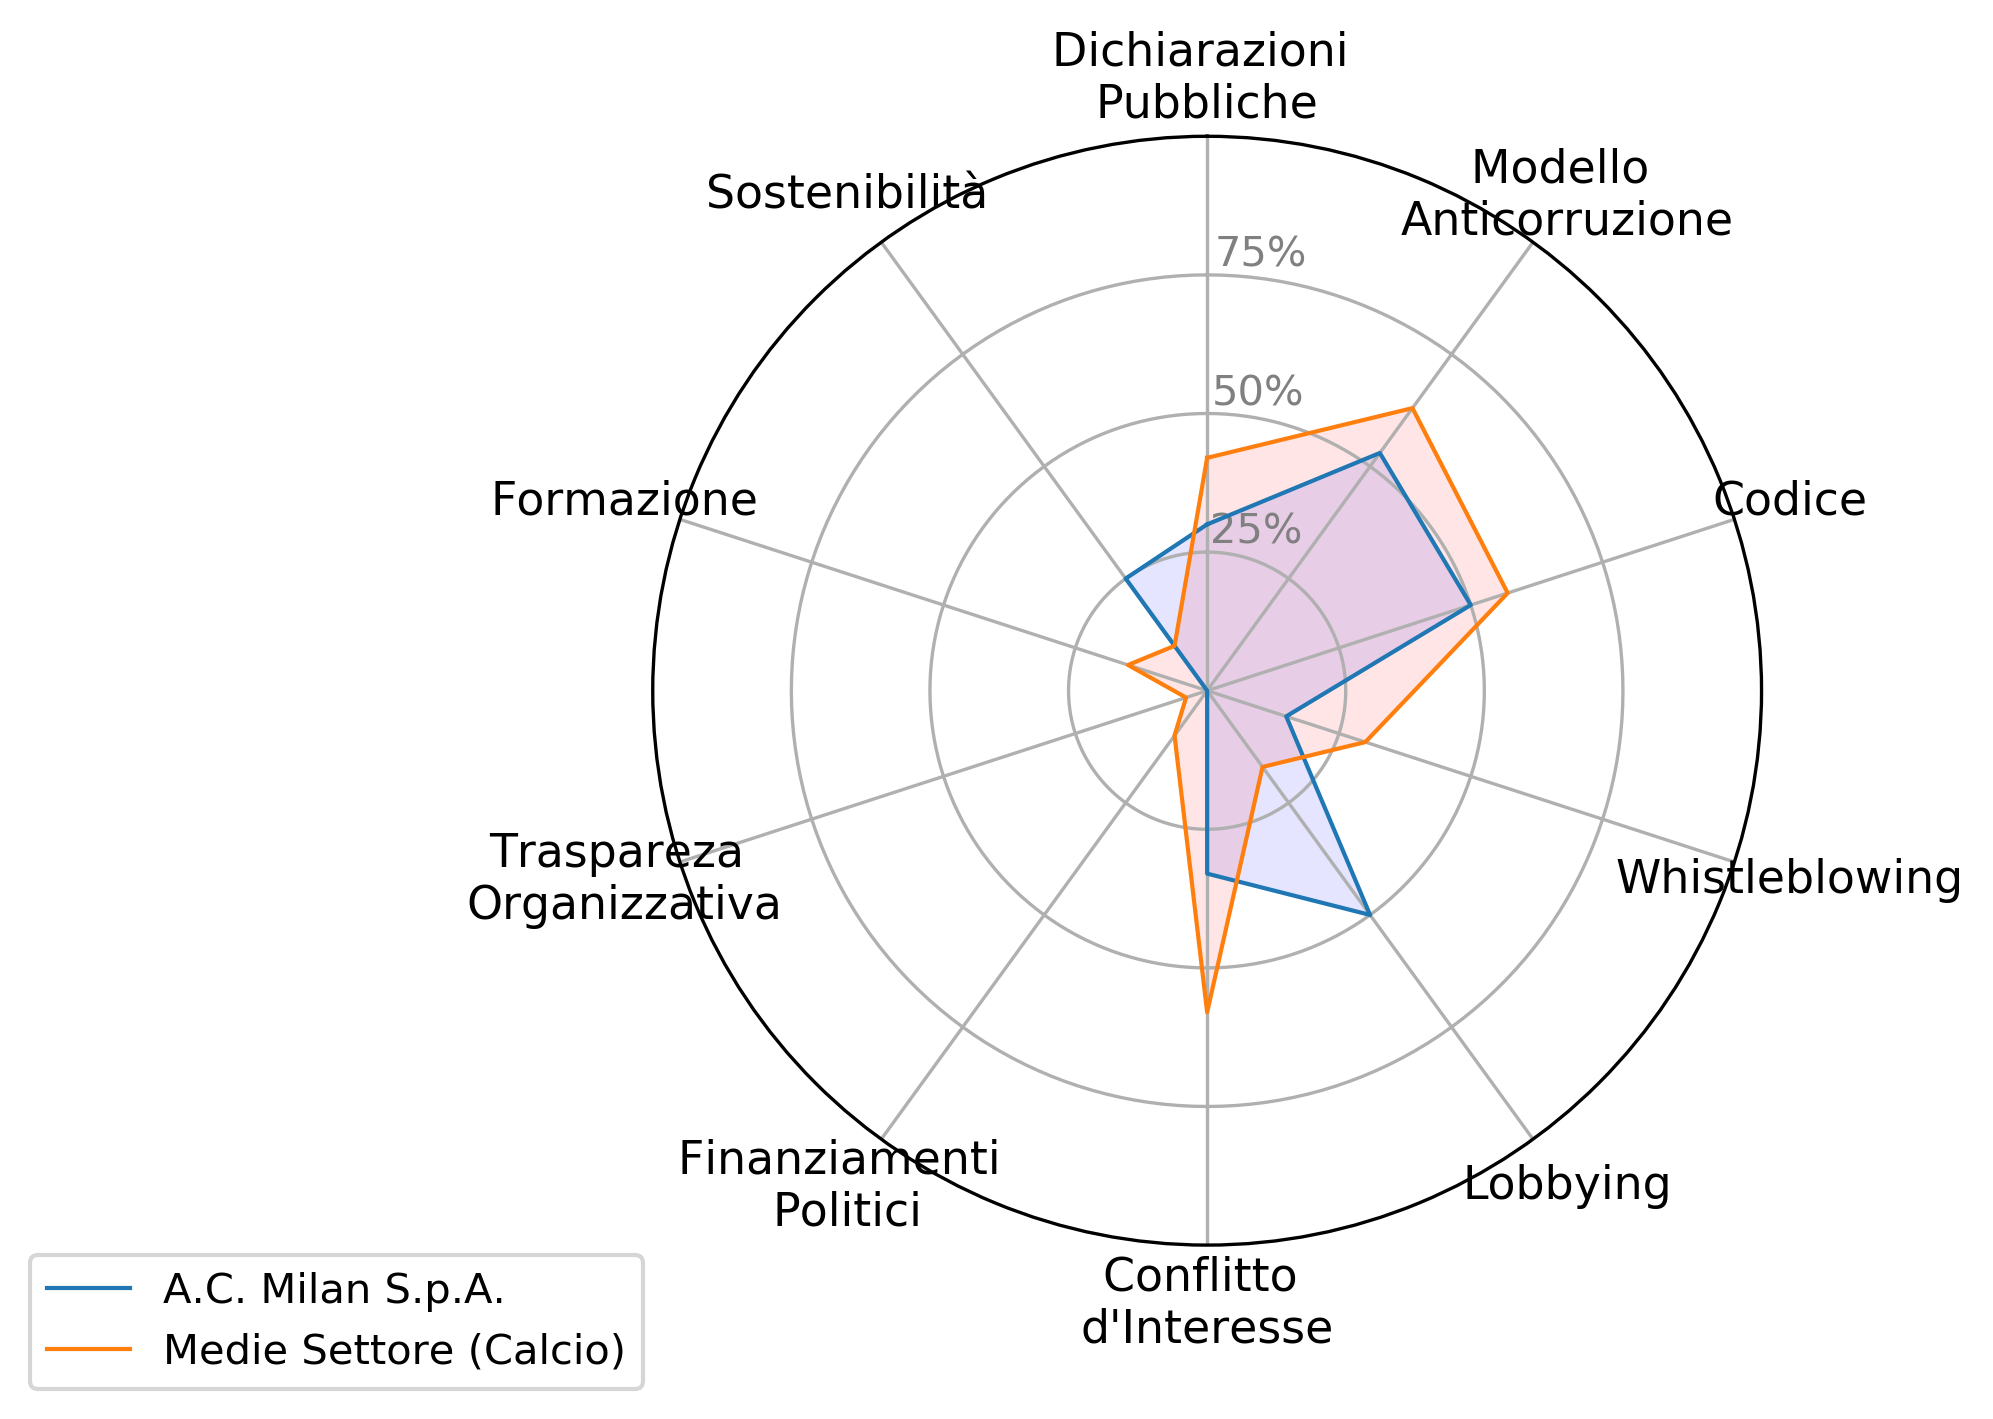 Dichiarazioni
Pubbliche
Modello
Anticorruzione
Sostenibilità
75%
50%
25%
Codice
Formazione
Traspareza
Organizzativa
Whistleblowing
Finanziamenti
Politici
Lobbying
Conflitto
d'Interesse
A.C. Milan S.p.A.
Medie Settore (Calcio)